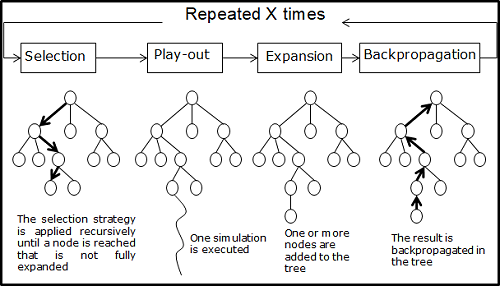 Repeated X times
Selection
Play-out
Expansion
Backpropagation
The selection strategy
is applied recursively
until a node is reached
that is not fully
expanded
One simulation
is executed
One or more
nodes are
added to the
tree
The result is
backpropagated in
the tree